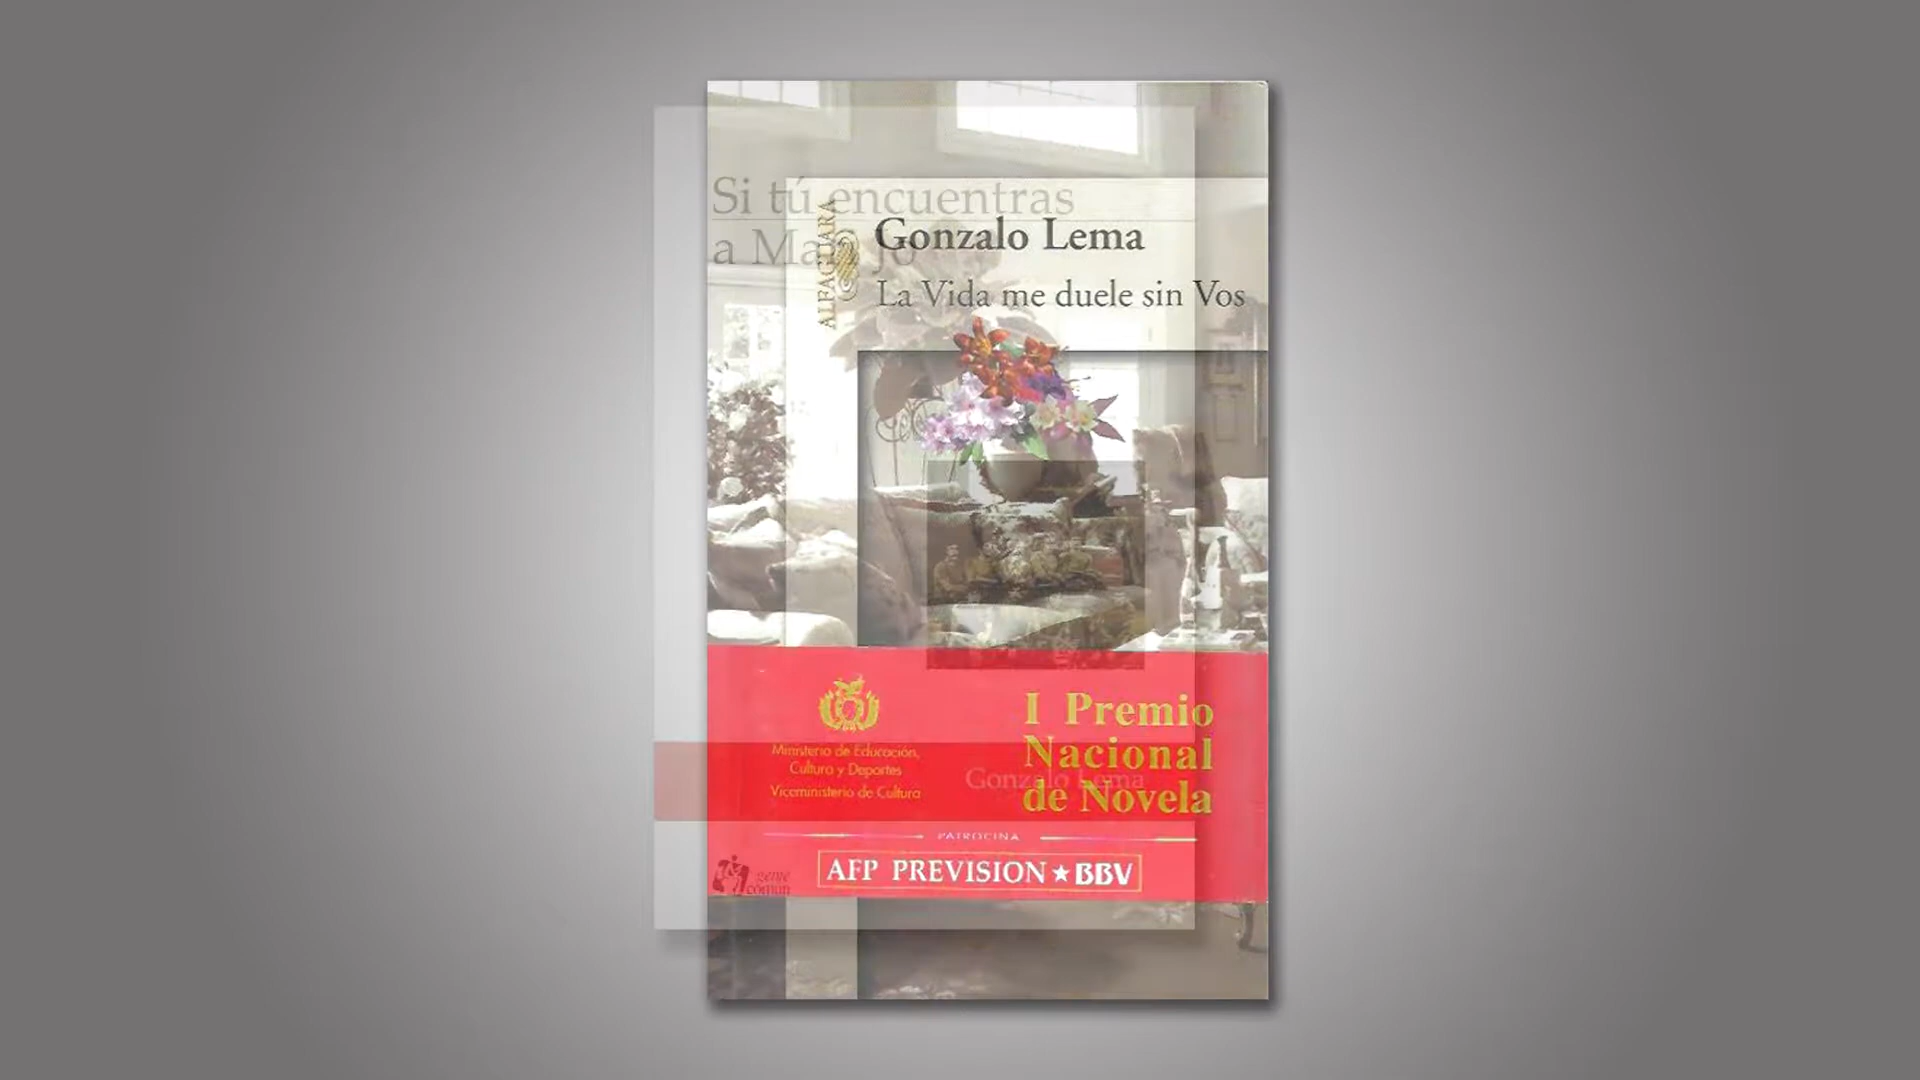 Si tú encuentras
a Mari Jo
ALFAGUARA
Gonzalo Lema
La Vida me duele sin Vos
I Premio
Nacional
de Novela
Ministerio de Educación,
Cultura y Deportes
Viceministerio de Cultura
Gonzalo Lema
PATROCINA
AFP PREVISION★BBV
gente
común